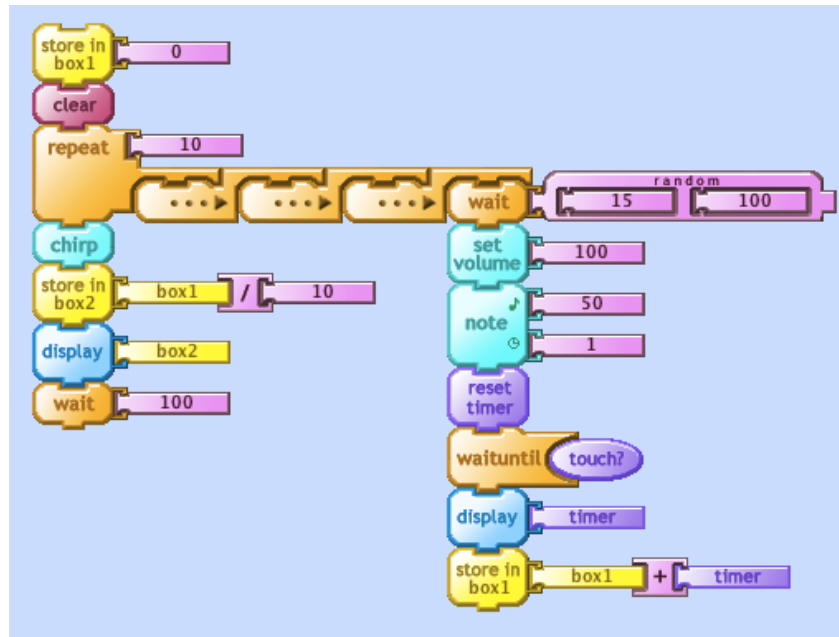 store in
box1
0
clear
repeat
10
wait
random
15
100
chirp
set
volume
100
store in
box2
box1
/
10
note
50
1
display
box2
reset
timer
wait
100
waituntil
touch?
display
timer
store in
box1
box1
+
timer